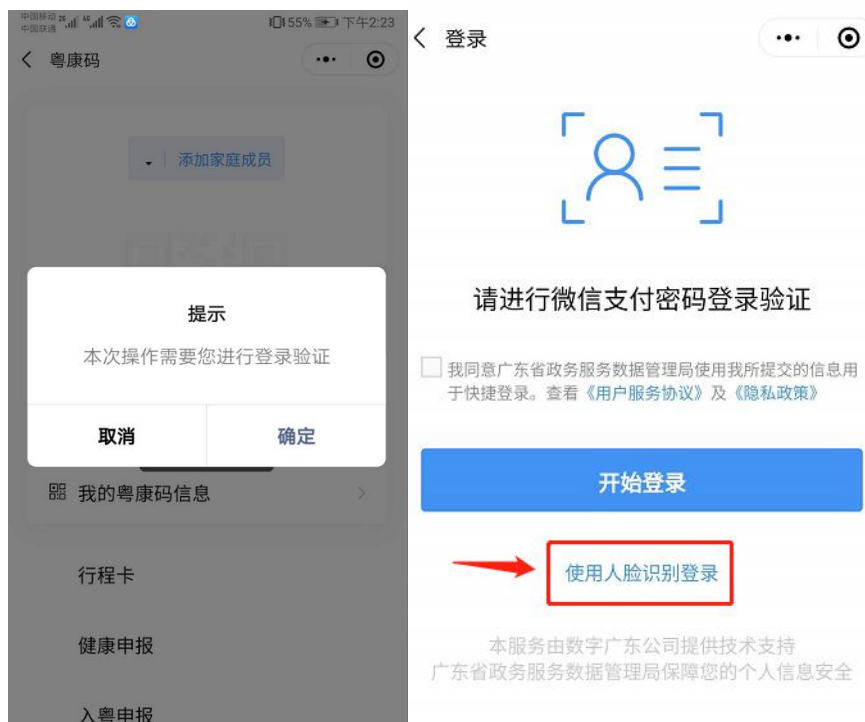 中国移动
中国联通
55%
下午2:23
粤康码
添加家庭成员
提示
本次操作需要您进行登录验证
取消
确定
我的粤康码信息
行程卡
健康申报
入粤申报
登录
请进行微信支付密码登录验证
我同意广东省政务服务数据管理局使用我所提交的信息用
于快捷登录。查看《用户服务协议》及《隐私政策》
开始登录
使用人脸识别登录
本服务由数字广东公司提供技术支持
广东省政务服务数据管理局保障您的个人信息安全